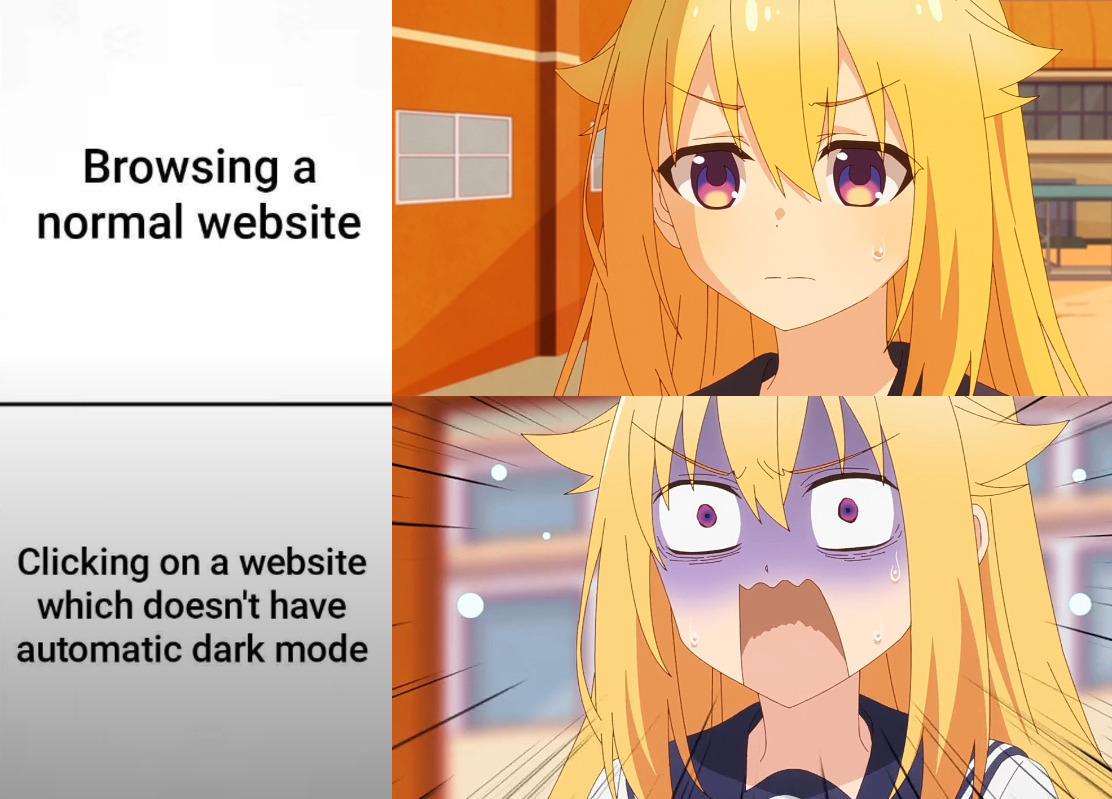 Browsing a
normal website
Clicking on a website
which doesn't have
automatic dark mode